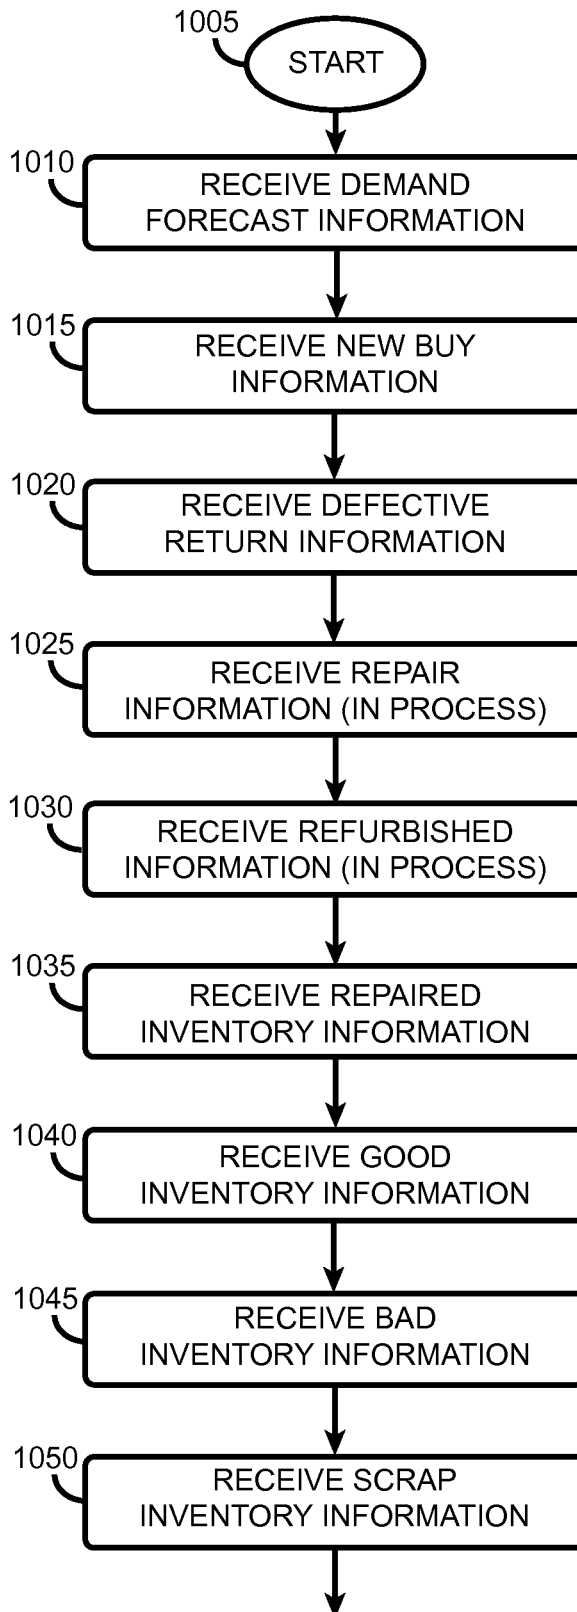 1005
START
1010
RECEIVE DEMAND
FORECAST INFORMATION
1015
RECEIVE NEW BUY
INFORMATION
1020
RECEIVE DEFECTIVE
RETURN INFORMATION
1025
RECEIVE REPAIR
INFORMATION (IN PROCESS)
1030
RECEIVE REFURBISHED
INFORMATION (IN PROCESS)
1035
RECEIVE REPAIRED
INVENTORY INFORMATION
1040
RECEIVE GOOD
INVENTORY INFORMATION
1045
RECEIVE BAD
INVENTORY INFORMATION
1050
RECEIVE SCRAP
INVENTORY INFORMATION